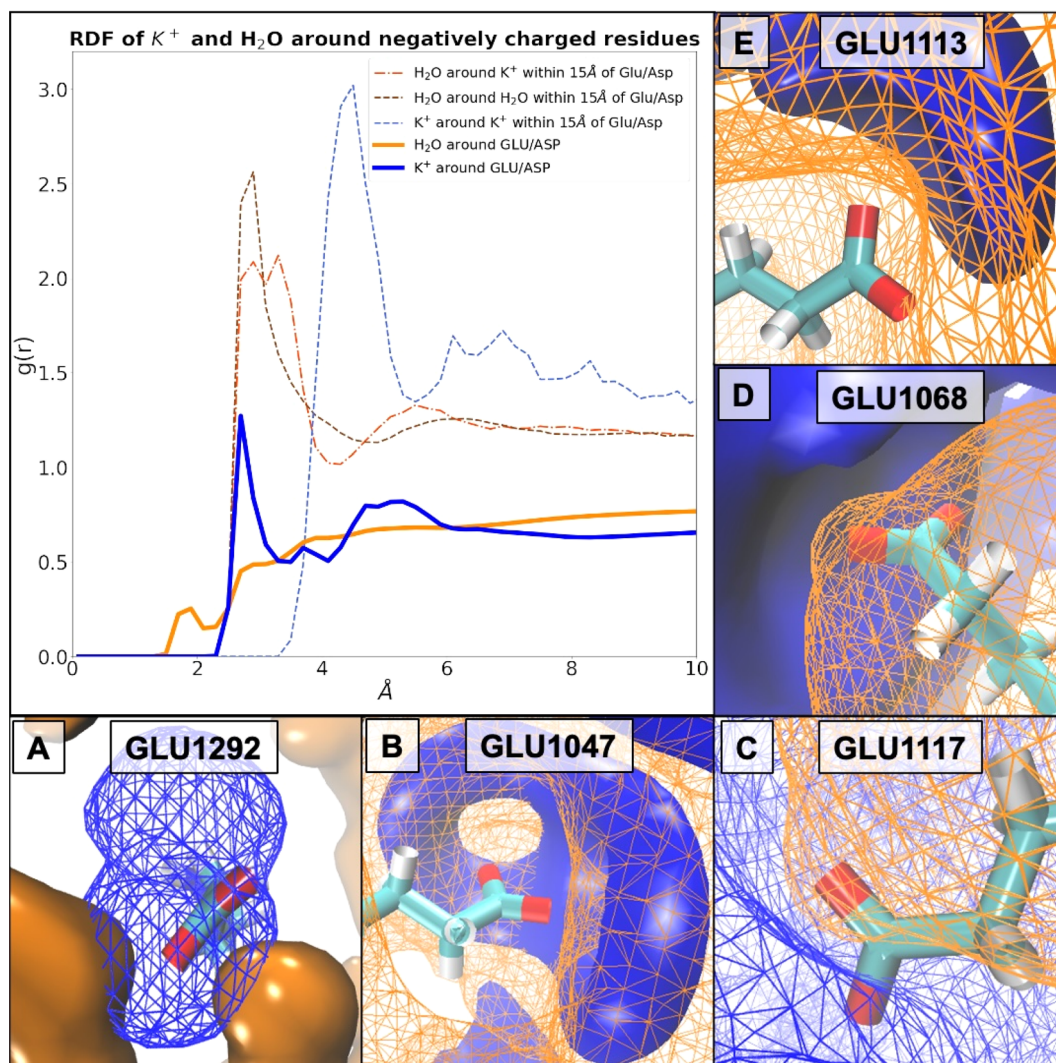 RDF of K⁺ and H₂O around negatively charged residues
H₂O around K⁺ within 15Å of Glu/Asp
H₂O around H₂O within 15Å of Glu/Asp
K⁺ around K⁺ within 15Å of Glu/Asp
H₂O around GLU/ASP
K⁺ around GLU/ASP
g(r)
3.0
2.5
2.0
1.5
1.0
0.5
0.0
0 2 4 6 8 10
Å
E GLU1113
D GLU1068
A GLU1292
B GLU1047
C GLU1117